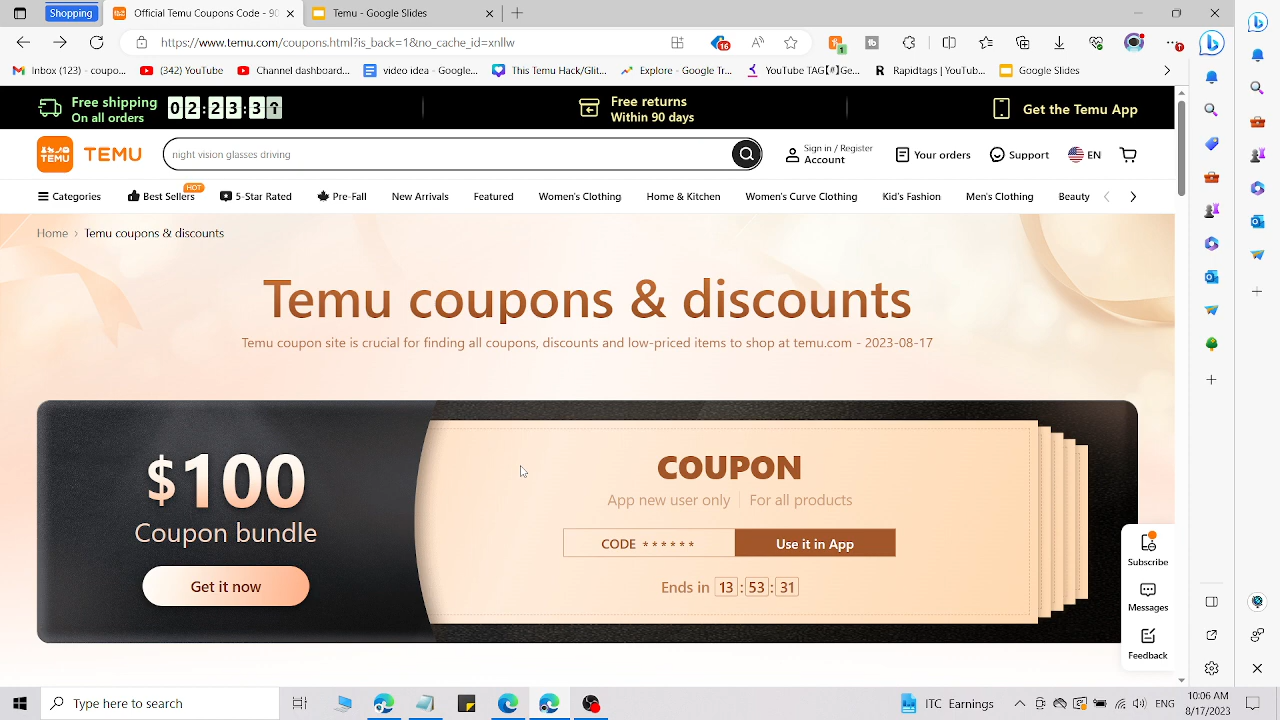 Shopping
Official Temu Coupon Code - 90
Temu - Google Slides
https://www.temu.com/coupons.html?is_back=1&no_cache_id=xnllw
16
1
Inbox (123) - ...
(342) YouTube
Channel dashboard...
video idea - Google...
This Temu Hack/Glit...
Explore - Google Tr...
YouTube TAG【#】Ge...
Rapidtags | YouTub...
Google Slides
Free shipping
On all orders
02:23:3
Free returns
Within 90 days
Get the Temu App
TEMU
TEMU
night vision glasses driving
Sign in / Register
Account
Your orders
Support
EN
Categories
Best Sellers
HOT
5-Star Rated
Pre-Fall
New Arrivals
Featured
Women's Clothing
Home & Kitchen
Women's Curve Clothing
Kid's Fashion
Men's Clothing
Beauty
Home › Temu coupons & discounts
Temu coupons & discounts
Temu coupon site is crucial for finding all coupons, discounts and low-priced items to shop at temu.com - 2023-08-17
$100
Coupon bundle
Get it now
COUPON
App new user only
For all products
CODE ******
Use it in App
Ends in 13:53:31
Subscribe
Messages
Feedback
Type here to search
ITC Earnings
ENG
10:06 AM
8/17/2023